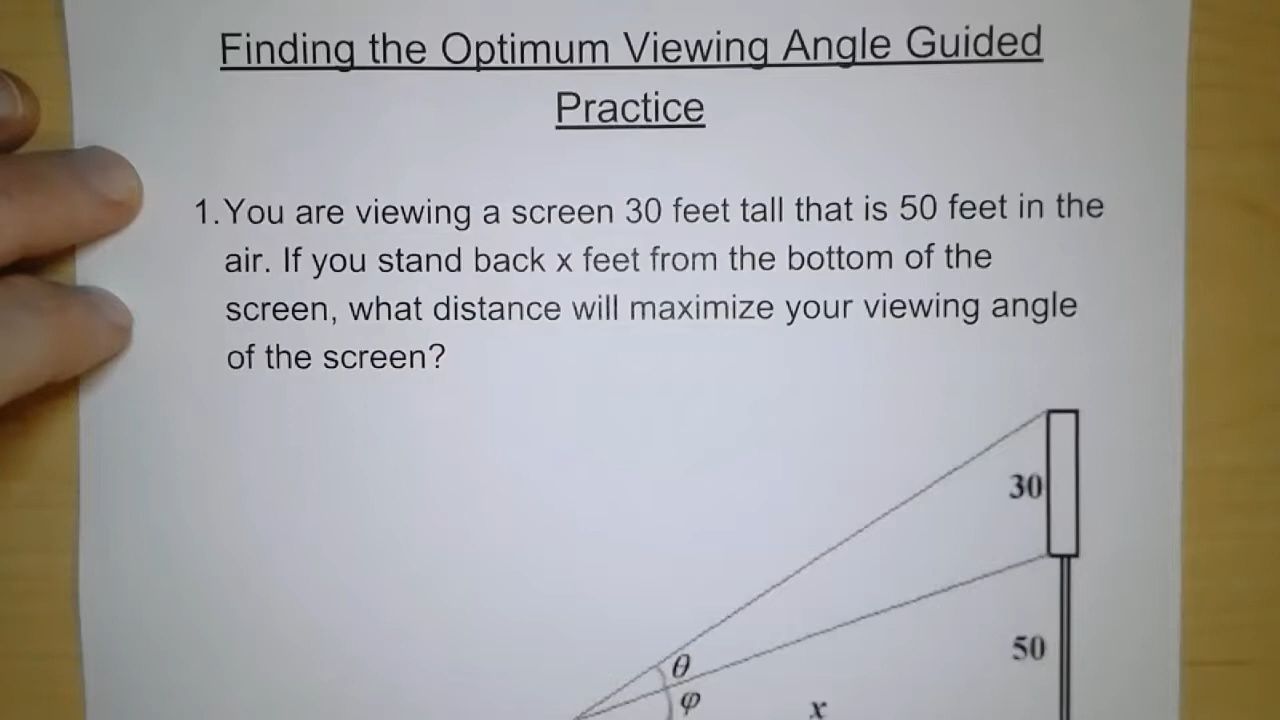 Finding the Optimum Viewing Angle Guided
Practice
1. You are viewing a screen 30 feet tall that is 50 feet in the
air. If you stand back x feet from the bottom of the
screen, what distance will maximize your viewing angle
of the screen?
30
50
θ
φ
x